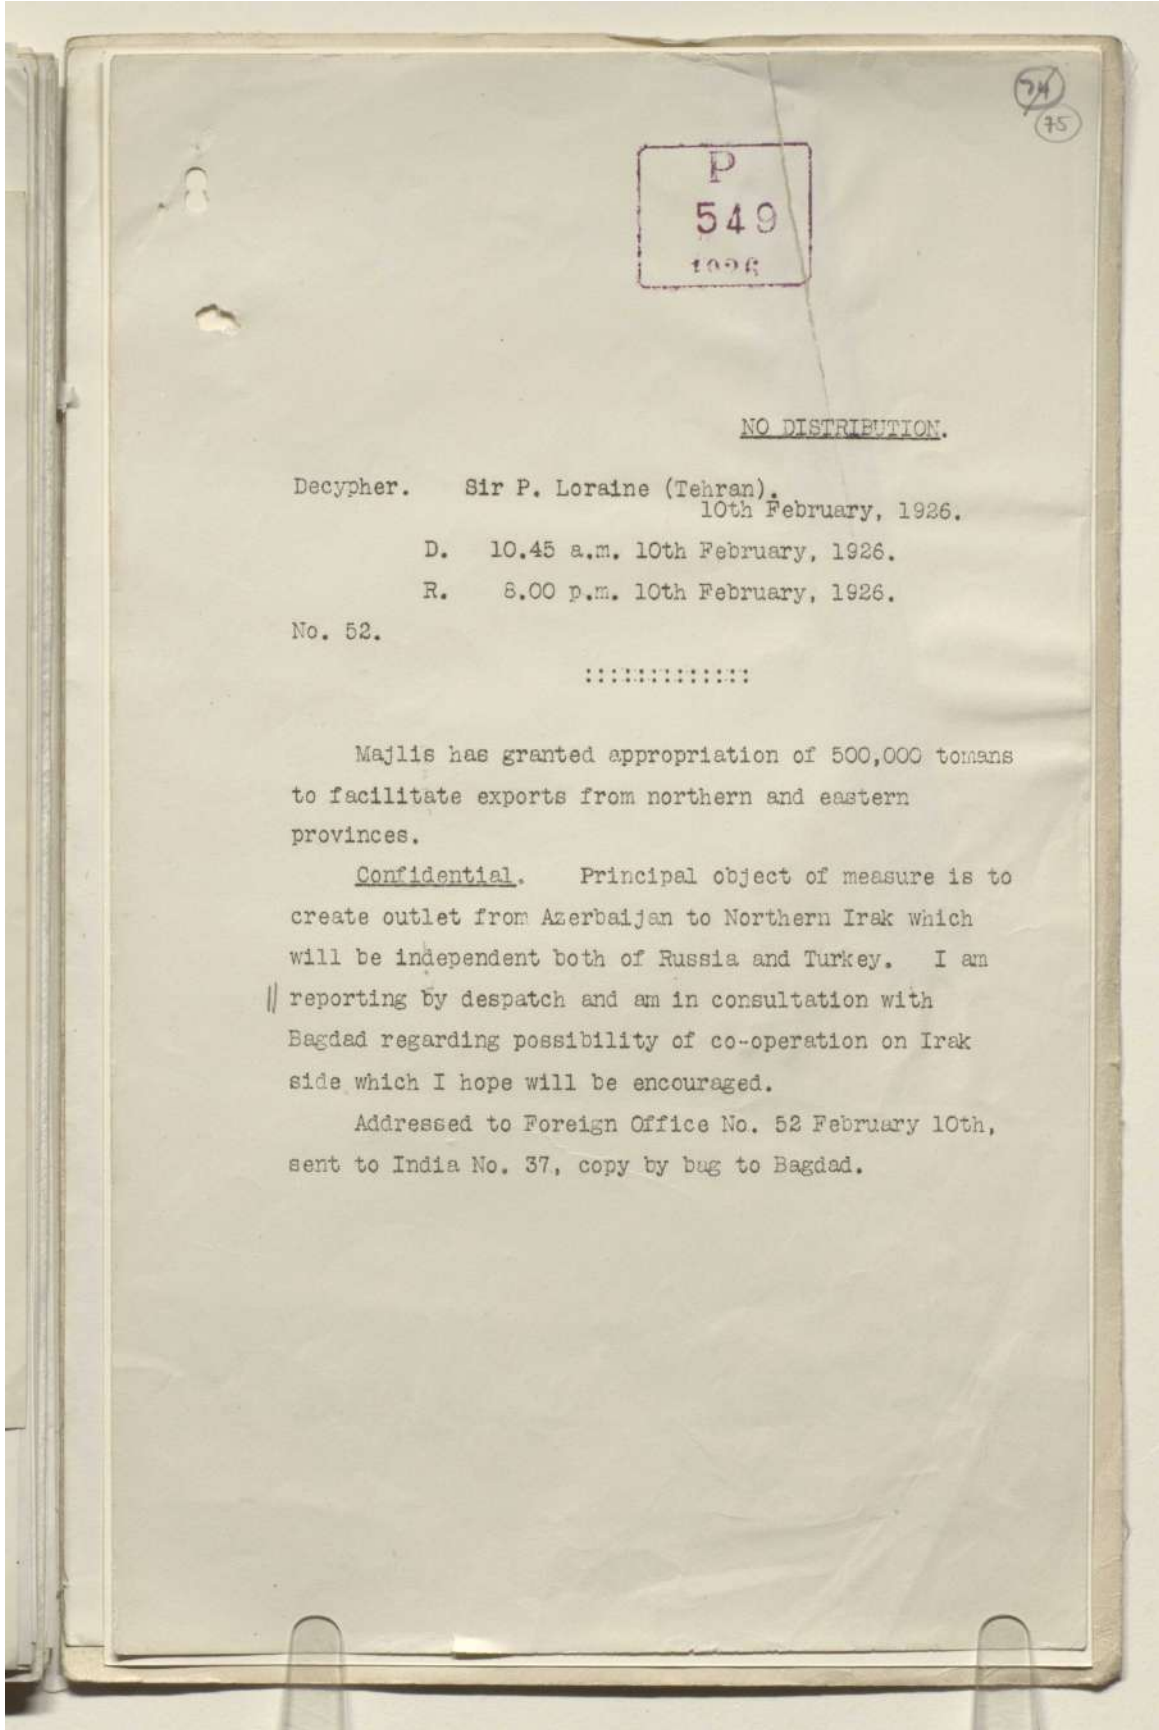 74
75
P
549
1926
NO DISTRIBUTION.
Decypher. Sir P. Loraine (Tehran).
10th February, 1926.
D. 10.45 a.m. 10th February, 1926.
R. 8.00 p.m. 10th February, 1926.
No. 52.
:::::::::::::
Majlis has granted appropriation of 500,000 tomans
to facilitate exports from northern and eastern
provinces.
Confidential. Principal object of measure is to
create outlet from Azerbaijan to Northern Irak which
will be independent both of Russia and Turkey. I am
reporting by despatch and am in consultation with
Bagdad regarding possibility of co-operation on Irak
side which I hope will be encouraged.
Addressed to Foreign Office No. 52 February 10th,
sent to India No. 37, copy by bag to Bagdad.